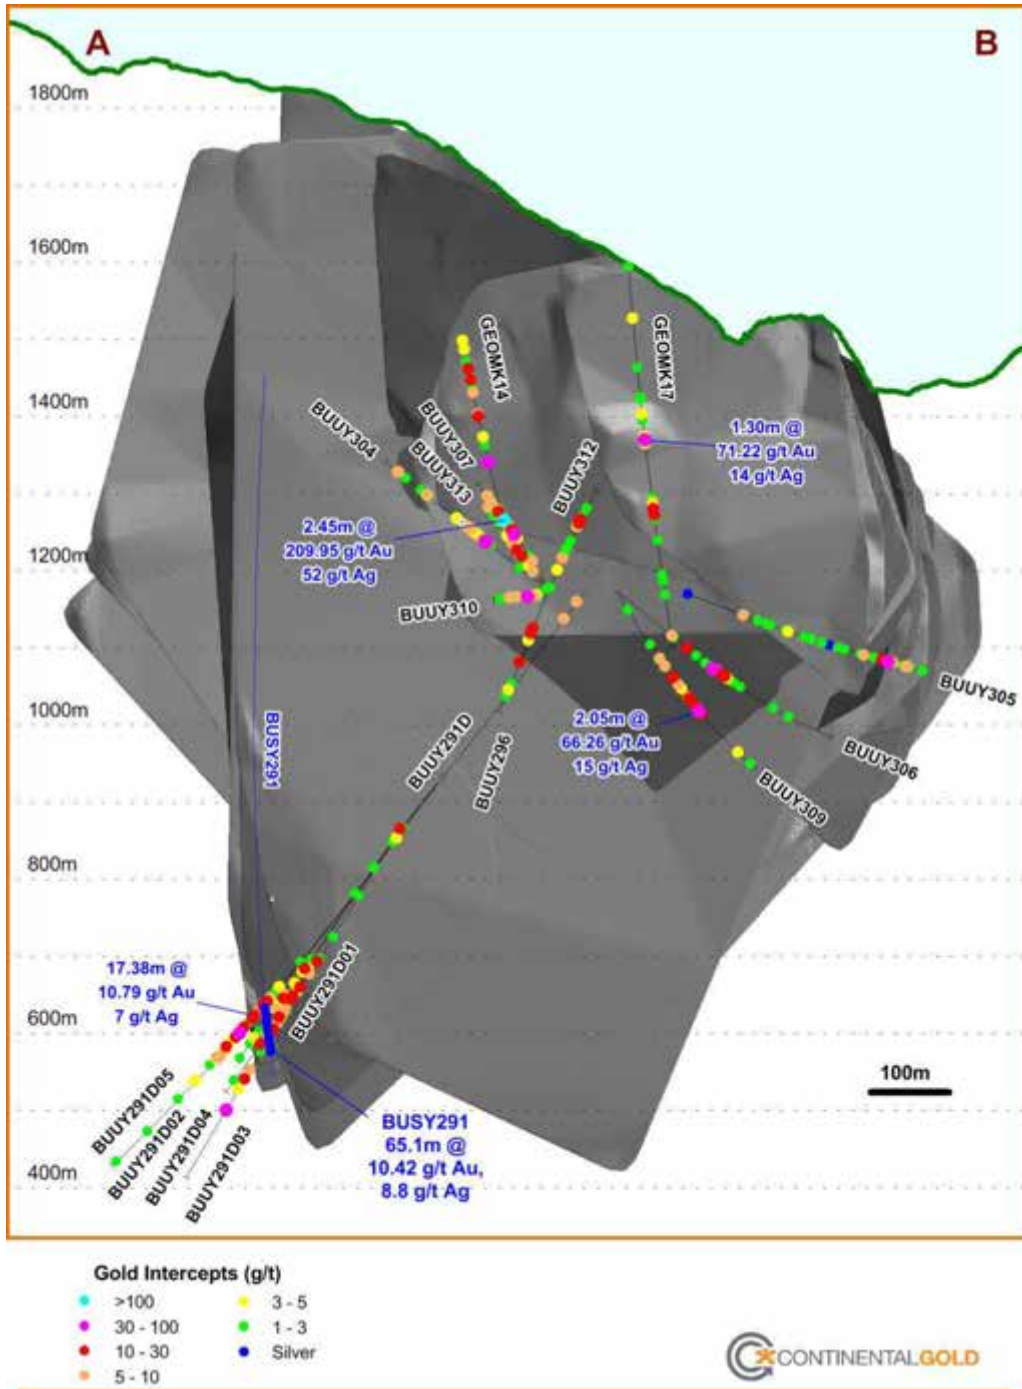 A
B
1800m
1600m
1400m
1200m
1000m
800m
600m
400m
GEOMK14
GEOMK17
BUUY304
BUUY307
BUUY313
BUUY312
1.30m @
71.22 g/t Au
14 g/t Ag
2.45m @
209.95 g/t Au
52 g/t Ag
BUUY310
BUUY305
BUUY306
BUUY309
2.05m @
66.26 g/t Au
15 g/t Ag
BUSY291
BUUY291D
BUUY296
BUUY291D01
17.38m @
10.79 g/t Au
7 g/t Ag
100m
BUUY291D05
BUUY291D02
BUUY291D04
BUUY291D03
BUSY291
65.1m @
10.42 g/t Au,
8.8 g/t Ag
Gold Intercepts (g/t)
>100
30 - 100
10 - 30
5 - 10
3 - 5
1 - 3
Silver
CONTINENTALGOLD